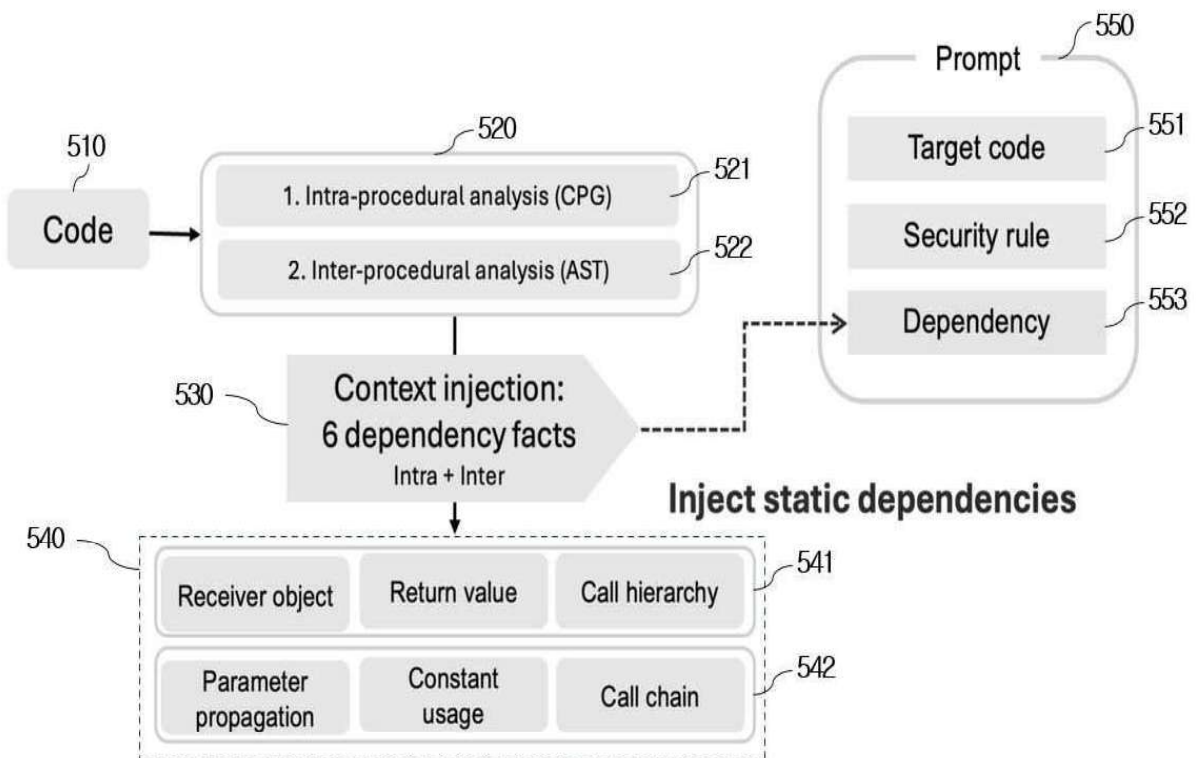 550
Prompt
510
Code
520
1. Intra-procedural analysis (CPG)
521
2. Inter-procedural analysis (AST)
522
Target code
551
Security rule
552
Dependency
553
530
Context injection:
6 dependency facts
Intra + Inter
Inject static dependencies
540
Receiver object
Return value
Call hierarchy
541
Parameter
propagation
Constant
usage
Call chain
542